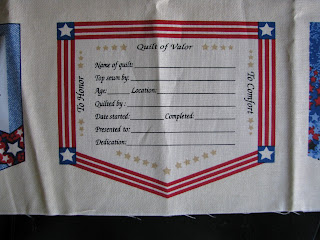 Quilt of Valor
Name of quilt:
Top sewn by:
Age: Location:
Quilted by :
Date started: Completed:
Presented to:
Dedication:
To Honor
To Comfort